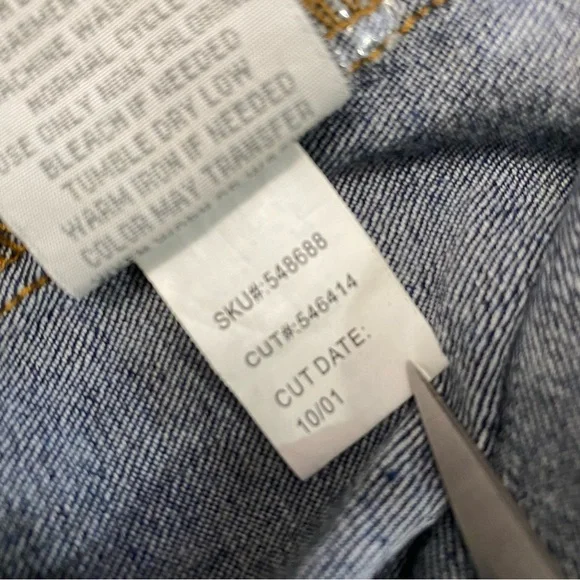 GARMENT
MACHINE WASH
NORMAL CYCLE
USE ONLY NON-CHLORINE
BLEACH IF NEEDED
TUMBLE DRY LOW
WARM IRON IF NEEDED
COLOR MAY TRANSFER
SKU#:548688
CUT#:546414
CUT DATE:
10/01